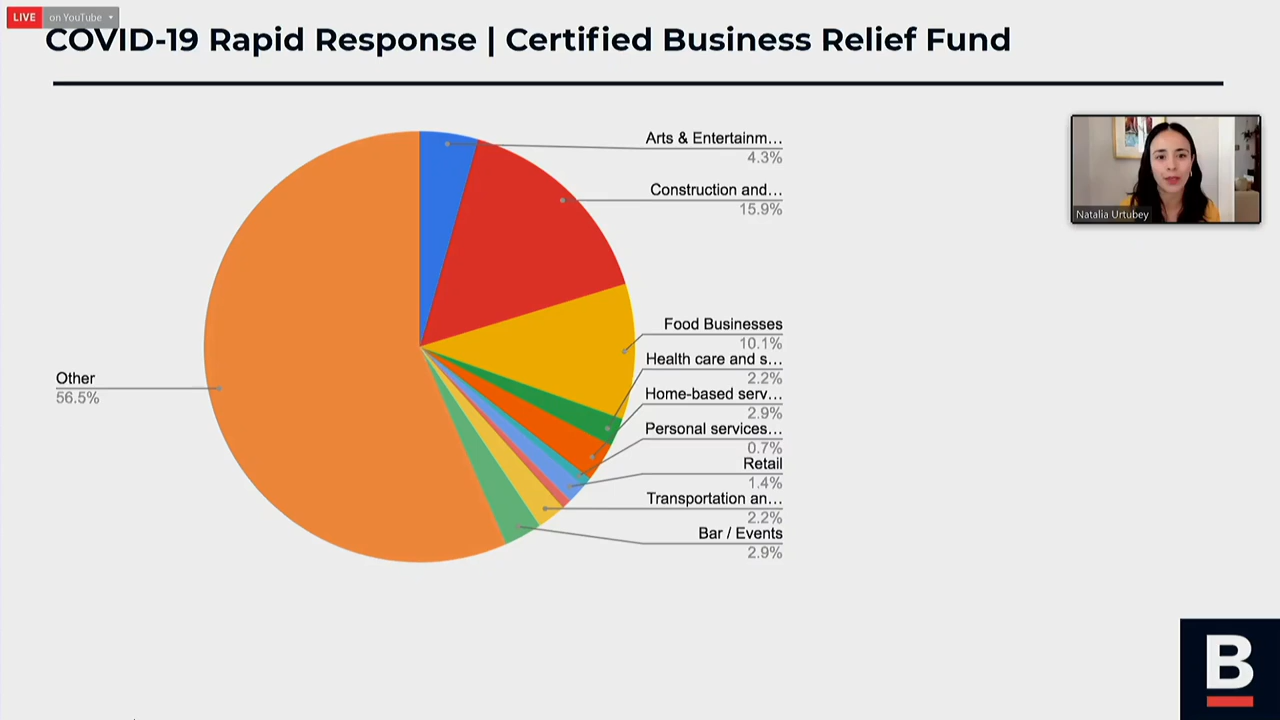 LIVE on YouTube
COVID-19 Rapid Response | Certified Business Relief Fund
Arts & Entertainm…
4.3%
Construction and…
15.9%
Food Businesses
10.1%
Health care and s…
2.2%
Home-based serv…
2.9%
Personal services…
0.7%
Retail
1.4%
Transportation an…
2.2%
Bar / Events
2.9%
Other
56.5%
Natalia Urtubey
B